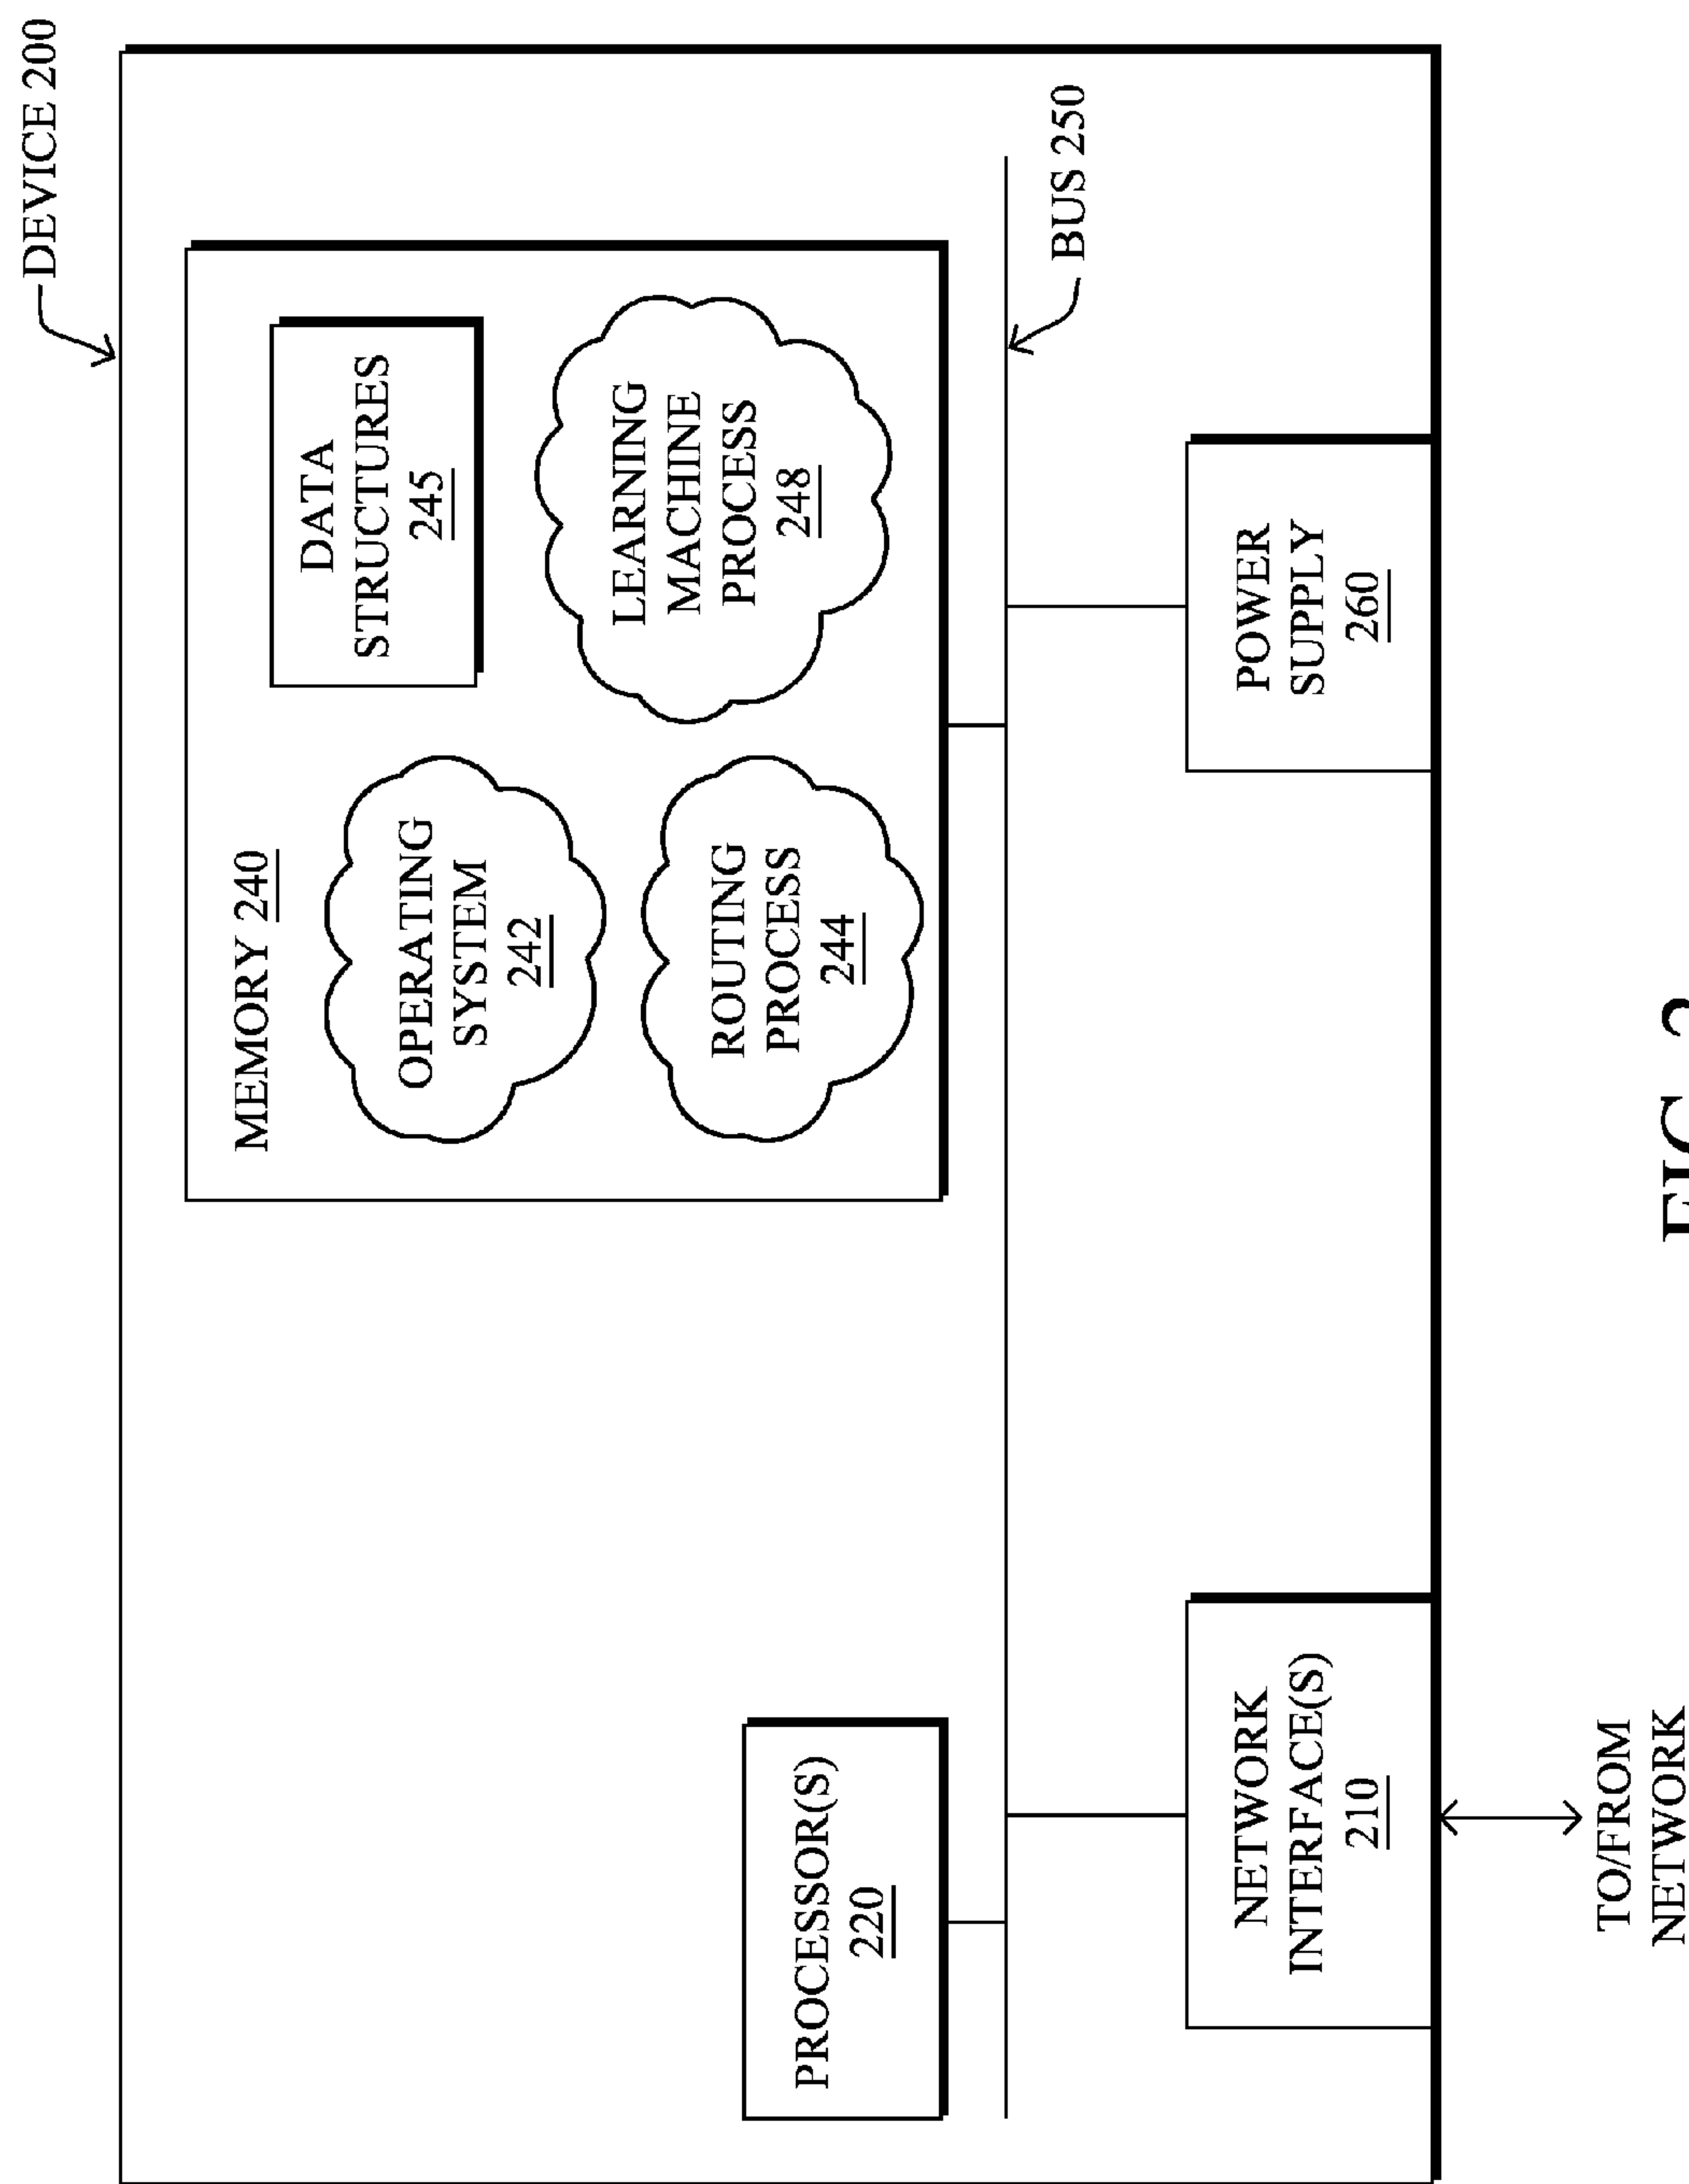 DEVICE 200
MEMORY 240
DATA
STRUCTURES
245
OPERATING
SYSTEM
242
LEARNING
MACHINE
PROCESS
248
ROUTING
PROCESS
244
PROCESSOR(S)
220
BUS 250
NETWORK
INTERFACE(S)
210
POWER
SUPPLY
260
TO/FROM
NETWORK
FIG